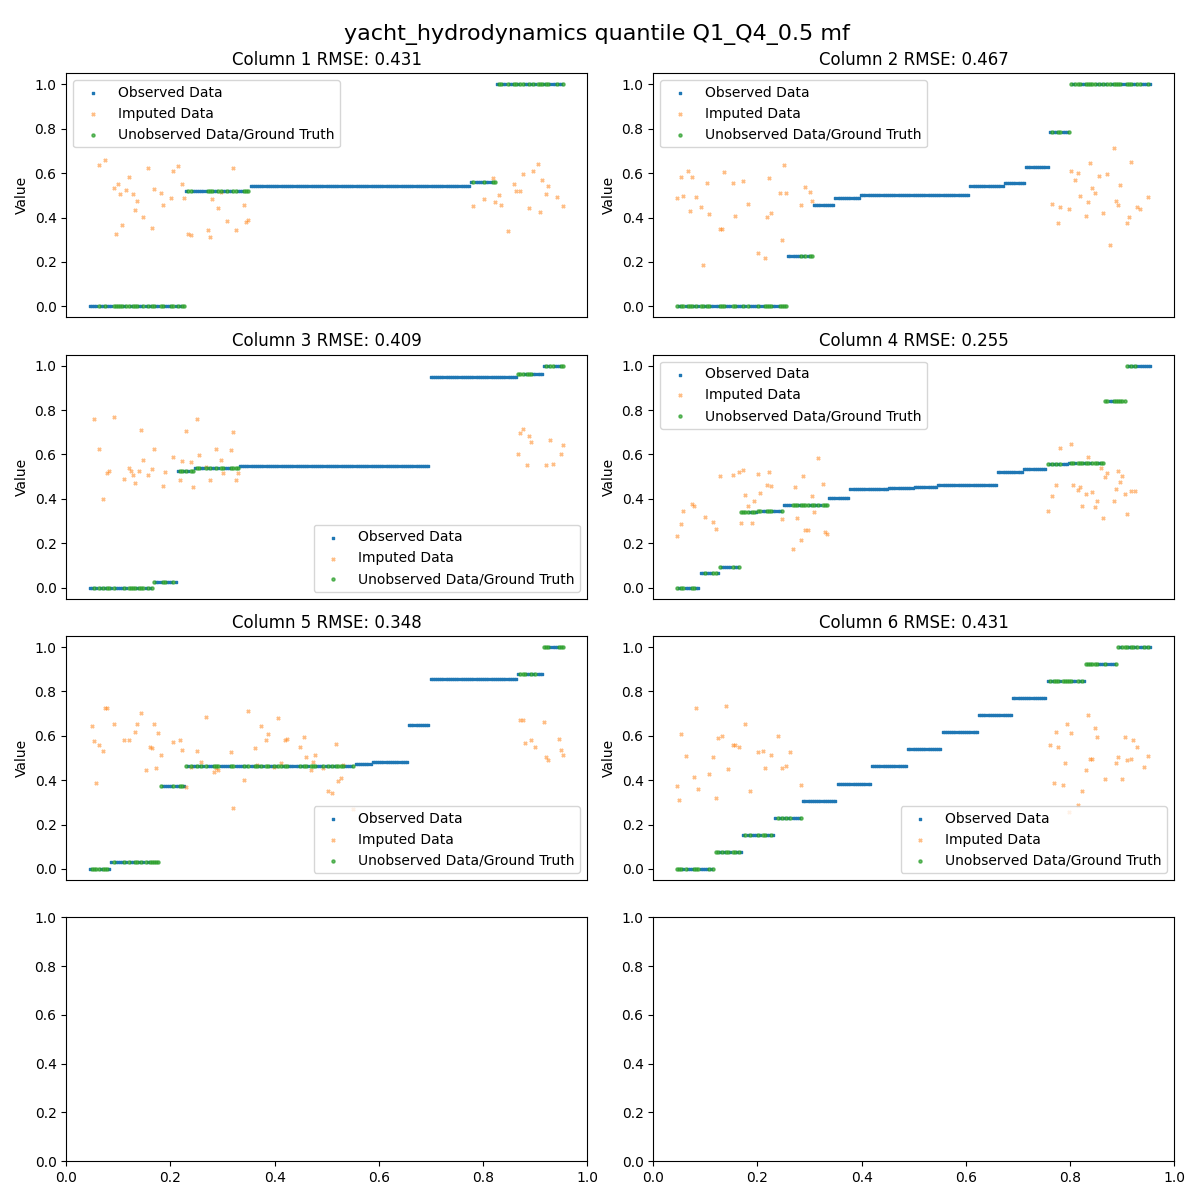 yacht_hydrodynamics quantile Q1_Q4_0.5 mf
Column 1 RMSE: 0.431
Column 2 RMSE: 0.467
1.0
0.8
0.6
0.4
0.2
0.0
Value
Observed Data
Imputed Data
Unobserved Data/Ground Truth
1.0
0.8
0.6
0.4
0.2
0.0
Value
Observed Data
Imputed Data
Unobserved Data/Ground Truth
Column 3 RMSE: 0.409
Column 4 RMSE: 0.255
1.0
0.8
0.6
0.4
0.2
0.0
Value
Observed Data
Imputed Data
Unobserved Data/Ground Truth
1.0
0.8
0.6
0.4
0.2
0.0
Value
Observed Data
Imputed Data
Unobserved Data/Ground Truth
Column 5 RMSE: 0.348
Column 6 RMSE: 0.431
1.0
0.8
0.6
0.4
0.2
0.0
Value
Observed Data
Imputed Data
Unobserved Data/Ground Truth
1.0
0.8
0.6
0.4
0.2
0.0
Value
Observed Data
Imputed Data
Unobserved Data/Ground Truth
1.0
0.8
0.6
0.4
0.2
0.0
0.0 0.2 0.4 0.6 0.8 1.0
1.0
0.8
0.6
0.4
0.2
0.0
0.0 0.2 0.4 0.6 0.8 1.0